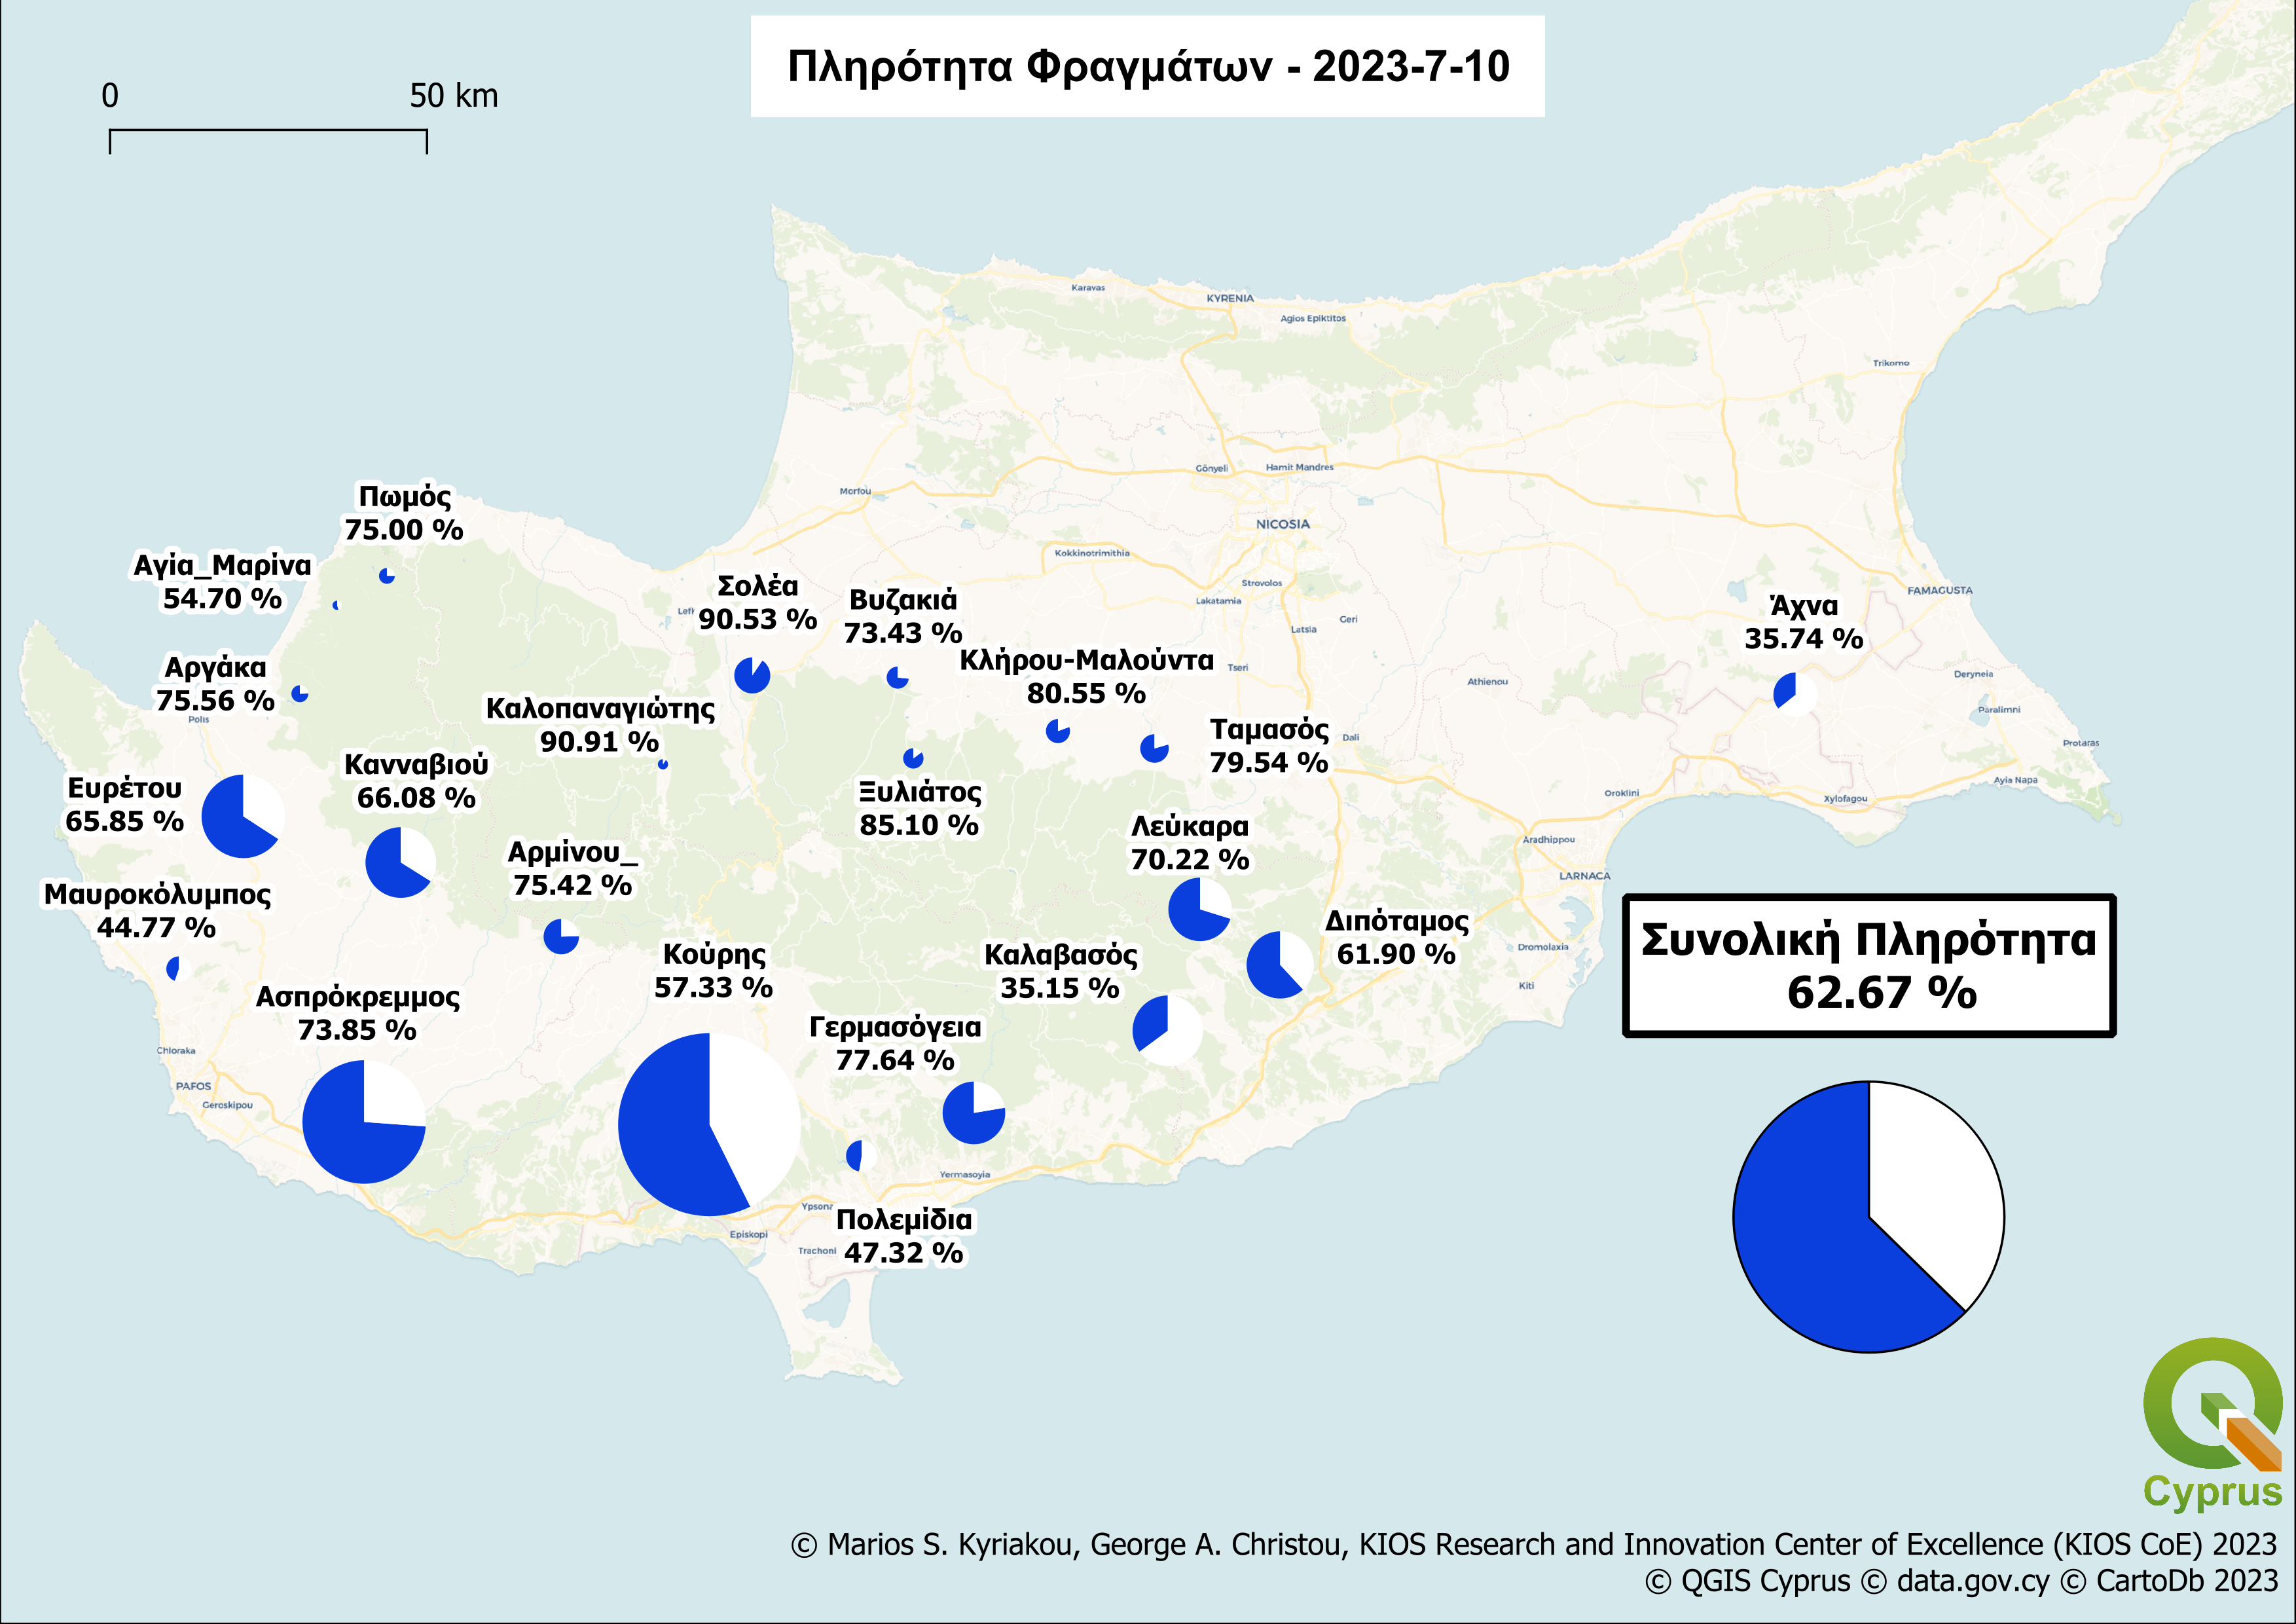 Πληρότητα Φραγμάτων - 2023-7-10
0
50 km
Karavas
KYRENIA
Agios Epiktitos
Trikomo
Gönyeli
Hamit Mandres
Morfou
NICOSIA
Kokkinotrimithia
Strovolos
Lakatamia
Latsia
Geri
Tseri
Lefk
Athienou
Dali
FAMAGUSTA
Deryneia
Paralimni
Protaras
Ayia Napa
Xylofagou
Oroklini
Aradhippou
LARNACA
Dromolaxia
Kiti
Polis
Chloraka
PAFOS
Geroskipou
Yermasoyia
Ypsona
Episkopi
Trachoni
Πωμός
75.00 %
Αγία_Μαρίνα
54.70 %
Αργάκα
75.56 %
Σολέα
90.53 %
Βυζακιά
73.43 %
Κλήρου-Μαλούντα
80.55 %
Άχνα
35.74 %
Καλοπαναγιώτης
90.91 %
Ταμασός
79.54 %
Ευρέτου
65.85 %
Κανναβιού
66.08 %
Ξυλιάτος
85.10 %
Λεύκαρα
70.22 %
Αρμίνου_
75.42 %
Μαυροκόλυμπος
44.77 %
Διπόταμος
61.90 %
Κούρης
57.33 %
Καλαβασός
35.15 %
Ασπρόκρεμμος
73.85 %
Γερμασόγεια
77.64 %
Πολεμίδια
47.32 %
Συνολική Πληρότητα
62.67 %
Cyprus
© Marios S. Kyriakou, George A. Christou, KIOS Research and Innovation Center of Excellence (KIOS CoE) 2023
© QGIS Cyprus © data.gov.cy © CartoDb 2023